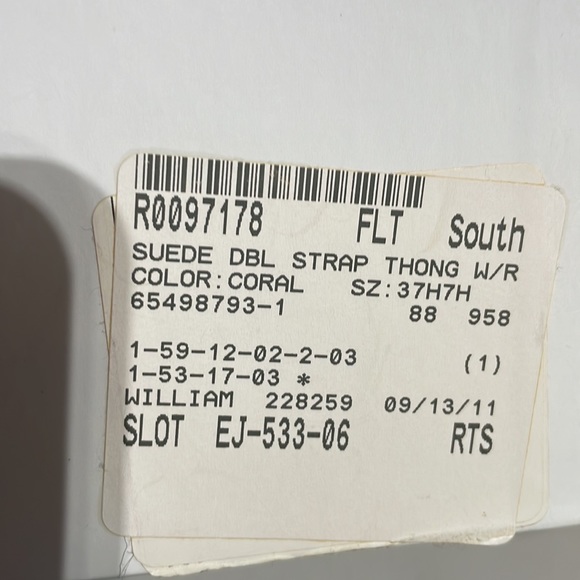 R0097178 FLT South
SUEDE DBL STRAP THONG W/R
COLOR:CORAL SZ:37H7H
65498793-1 88 958
1-59-12-02-2-03 (1)
1-53-17-03 *
WILLIAM 228259 09/13/11
SLOT EJ-533-06 RTS